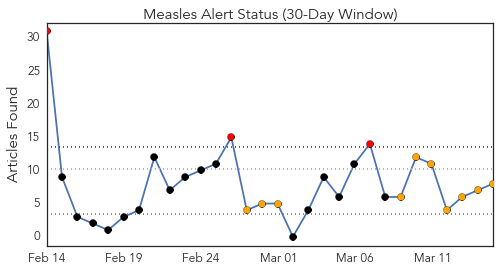 Measles Alert Status (30-Day Window)
Articles Found
30
25
20
15
10
5
0
Feb 14 Feb 19 Feb 24 Mar 01 Mar 06 Mar 11